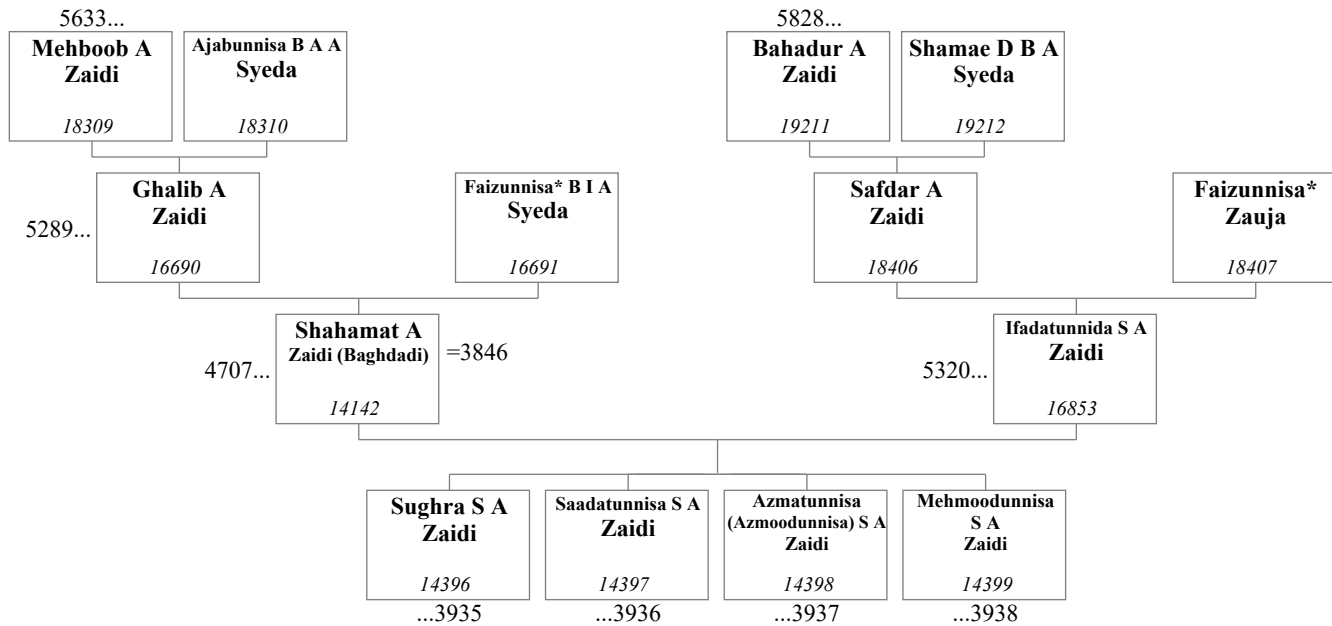 5633...
5828...
Mehboob A
Zaidi
18309
Ajabunnisa B A A
Syeda
18310
Bahadur A
Zaidi
19211
Shamae D B A
Syeda
19212
5289...
Ghalib A
Zaidi
16690
Faizunnisa* B I A
Syeda
16691
Safdar A
Zaidi
18406
Faizunnisa*
Zauja
18407
4707...
Shahamat A
Zaidi (Baghdadi)
14142
=3846
5320...
Ifadatunnida S A
Zaidi
16853
Sughra S A
Zaidi
14396
...3935
Saadatunnisa S A
Zaidi
14397
...3936
Azmatunnisa
(Azmoodunnisa) S A
Zaidi
14398
...3937
Mehmoodunnisa
S A
Zaidi
14399
...3938